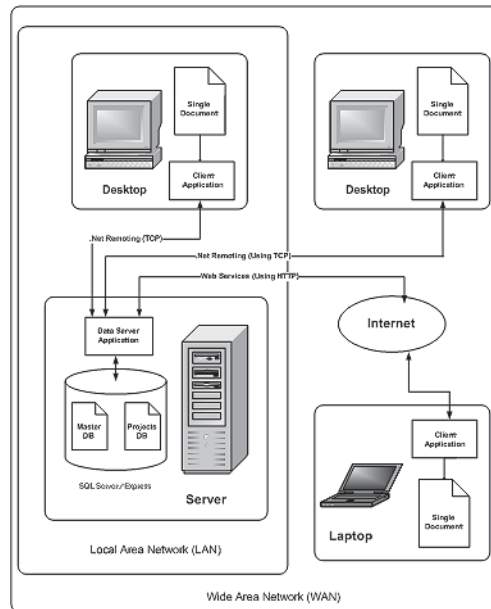 Single
Document
Desktop
Client
Application
Single
Document
Desktop
Client
Application
.Net Remoting (TCP)
.Net Remoting (Using TCP)
Web Services (Using HTTP)
Data Server
Application
Master
DB
Projects
DB
SQL Server/Express
Server
Internet
Client
Application
Laptop
Single
Document
Local Area Network (LAN)
Wide Area Network (WAN)